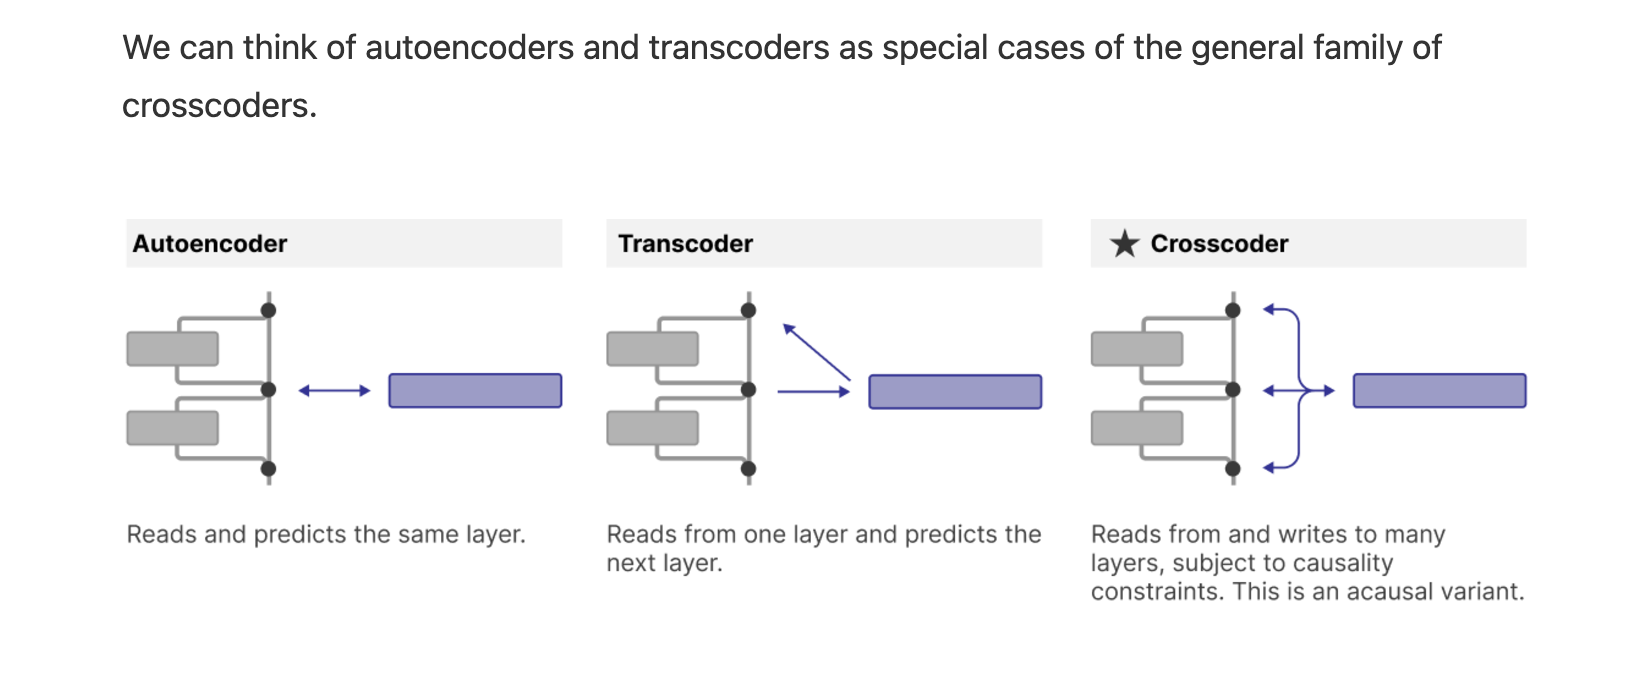 We can think of autoencoders and transcoders as special cases of the general family of
crosscoders.
Autoencoder
Transcoder
★ Crosscoder
Reads and predicts the same layer.
Reads from one layer and predicts the
next layer.
Reads from and writes to many
layers, subject to causality
constraints. This is an acausal variant.